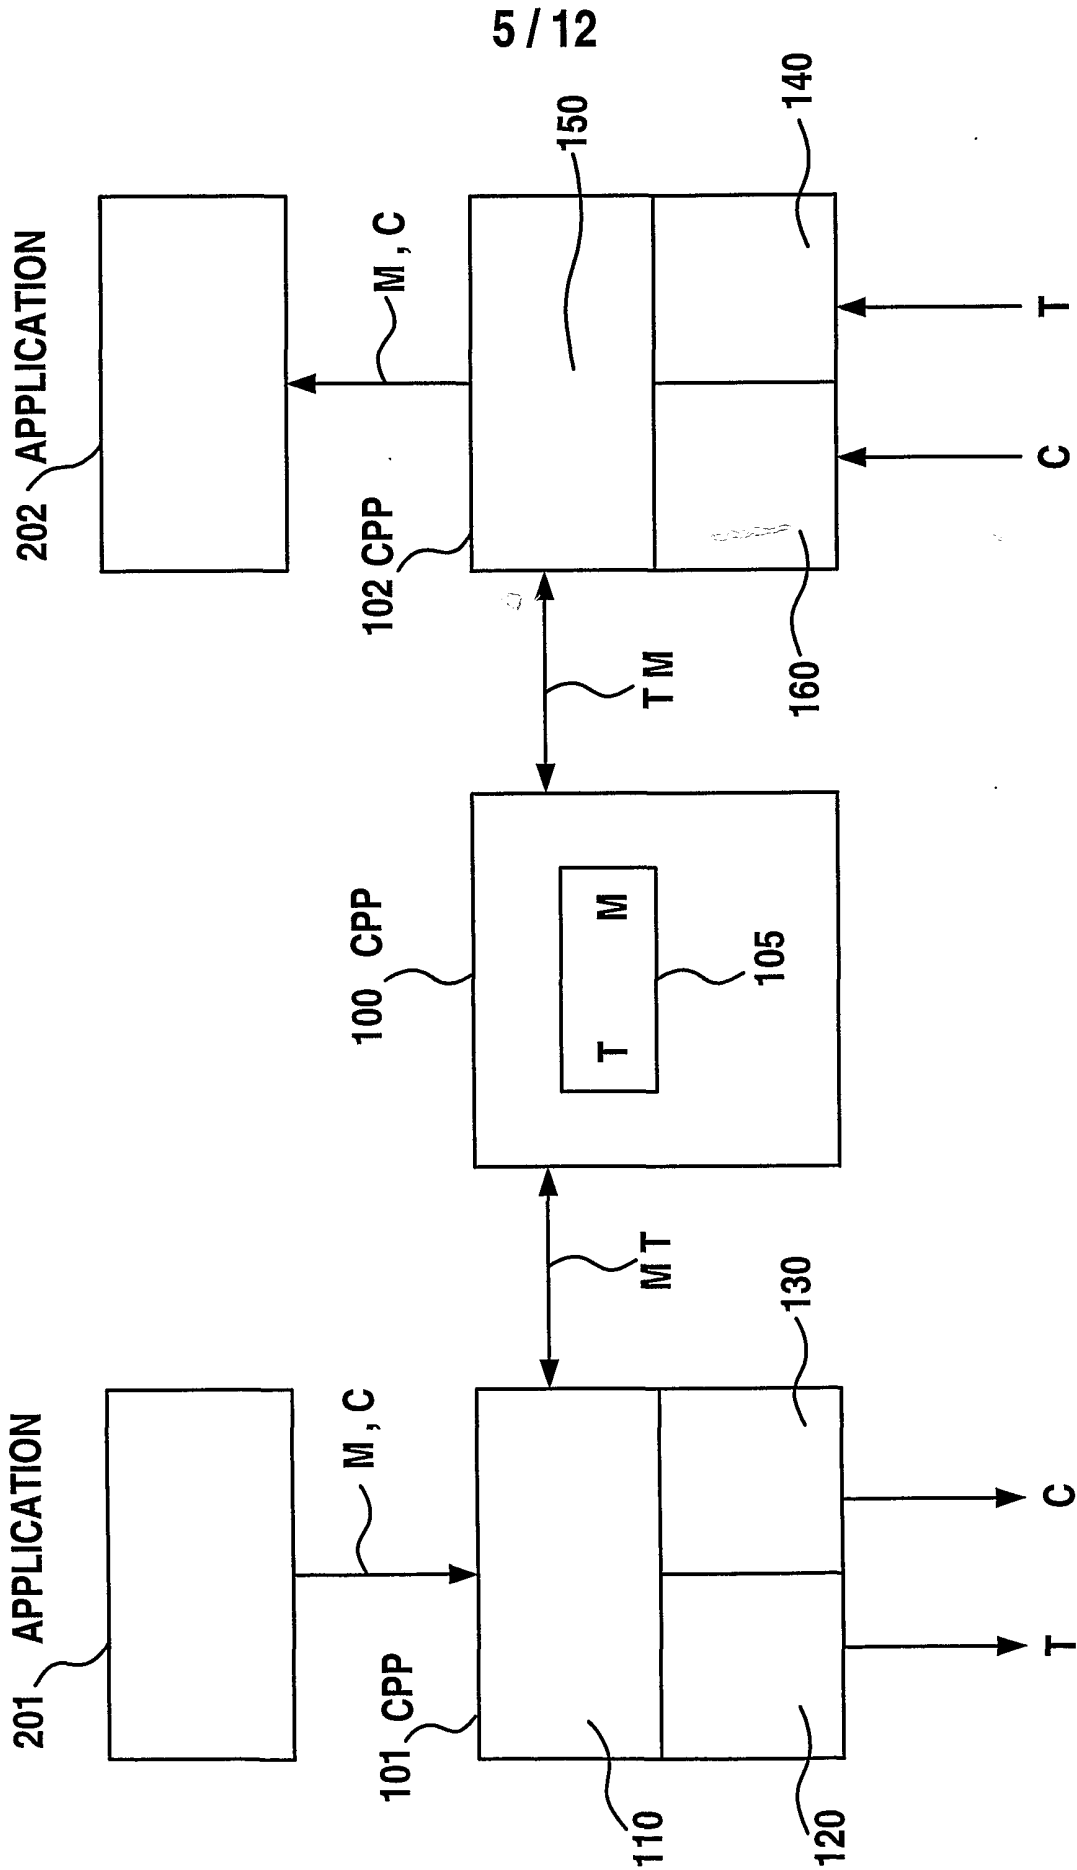 5 / 12
201 APPLICATION
202 APPLICATION
M , C
M , C
101 CPP
100 CPP
102 CPP
150
110
M T
T M
T M
105
120
130
160
140
T
C
C
T